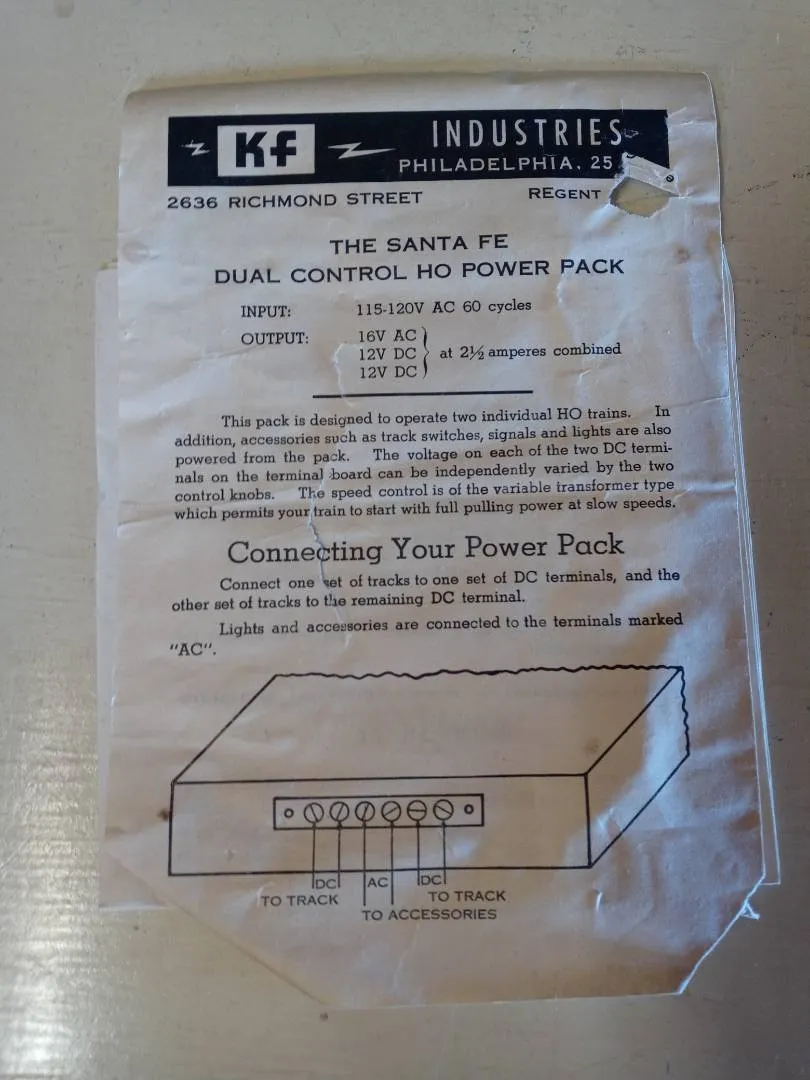 Kf INDUSTRIES
PHILADELPHIA, 25
2636 RICHMOND STREET REGENT
THE SANTA FE
DUAL CONTROL HO POWER PACK
INPUT: 115-120V AC 60 cycles
OUTPUT: 16V AC
12V DC at 2½ amperes combined
12V DC
This pack is designed to operate two individual HO trains. In
addition, accessories such as track switches, signals and lights are also
powered from the pack. The voltage on each of the two DC termi-
nals on the terminal board can be independently varied by the two
control knobs. The speed control is of the variable transformer type
which permits your train to start with full pulling power at slow speeds.
Connecting Your Power Pack
Connect one set of tracks to one set of DC terminals, and the
other set of tracks to the remaining DC terminal.
Lights and accessories are connected to the terminals marked
"AC".
DC AC DC
TO TRACK TO TRACK
TO ACCESSORIES